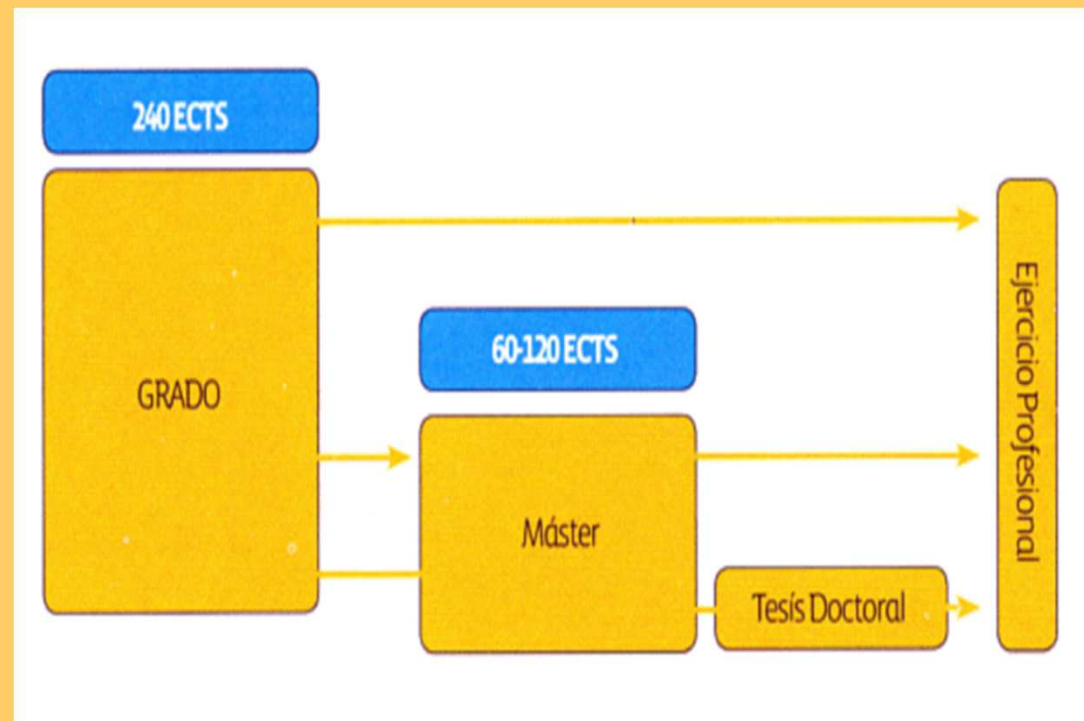 240 ECTS
GRADO
60-120 ECTS
Máster
Tesís Doctoral
Ejercicio Profesional